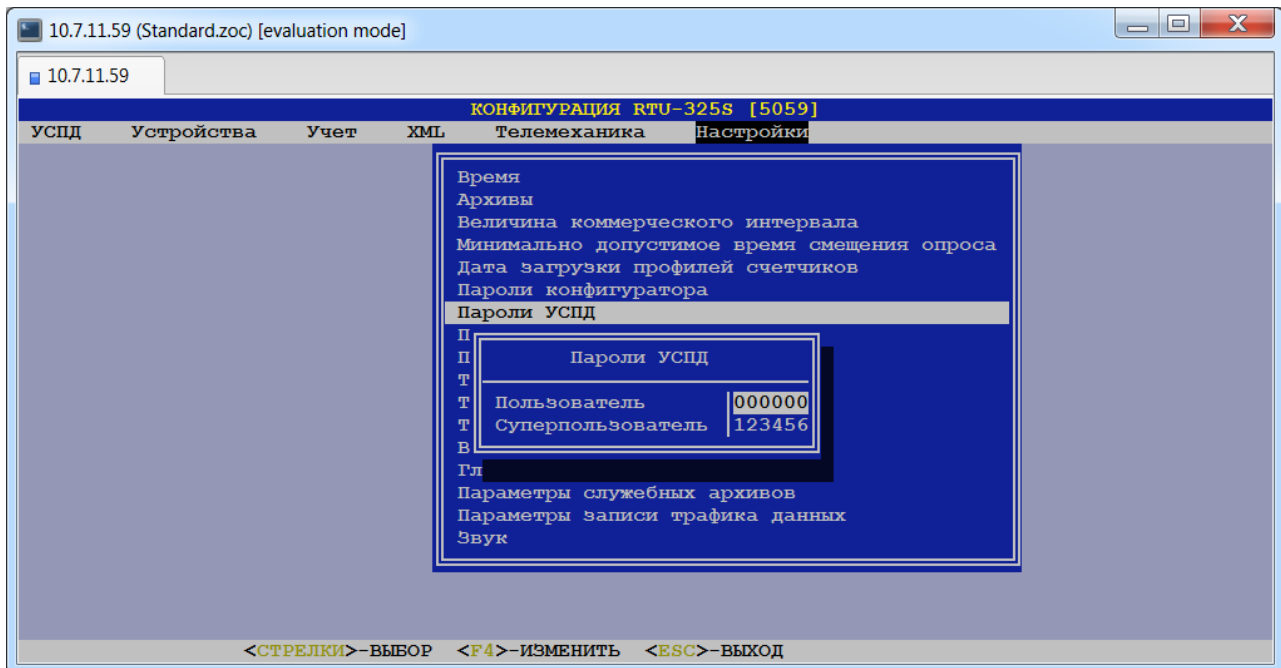 10.7.11.59 (Standard.zoc) [evaluation mode]
10.7.11.59
КОНФИГУРАЦИЯ RTU-325S [5059]
УСПД Устройства Учет XML Телемеханика Настройки
Время
Архивы
Величина коммерческого интервала
Минимально допустимое время смещения опроса
Дата загрузки профилей счетчиков
Пароли конфигуратора
Пароли УСПД
П
П Пароли УСПД
Т
Т Пользователь 000000
Т Суперпользователь 123456
В
Гл
Параметры служебных архивов
Параметры записи трафика данных
Звук
<СТРЕЛКИ>-ВЫБОР <F4>-ИЗМЕНИТЬ <ESC>-ВЫХОД